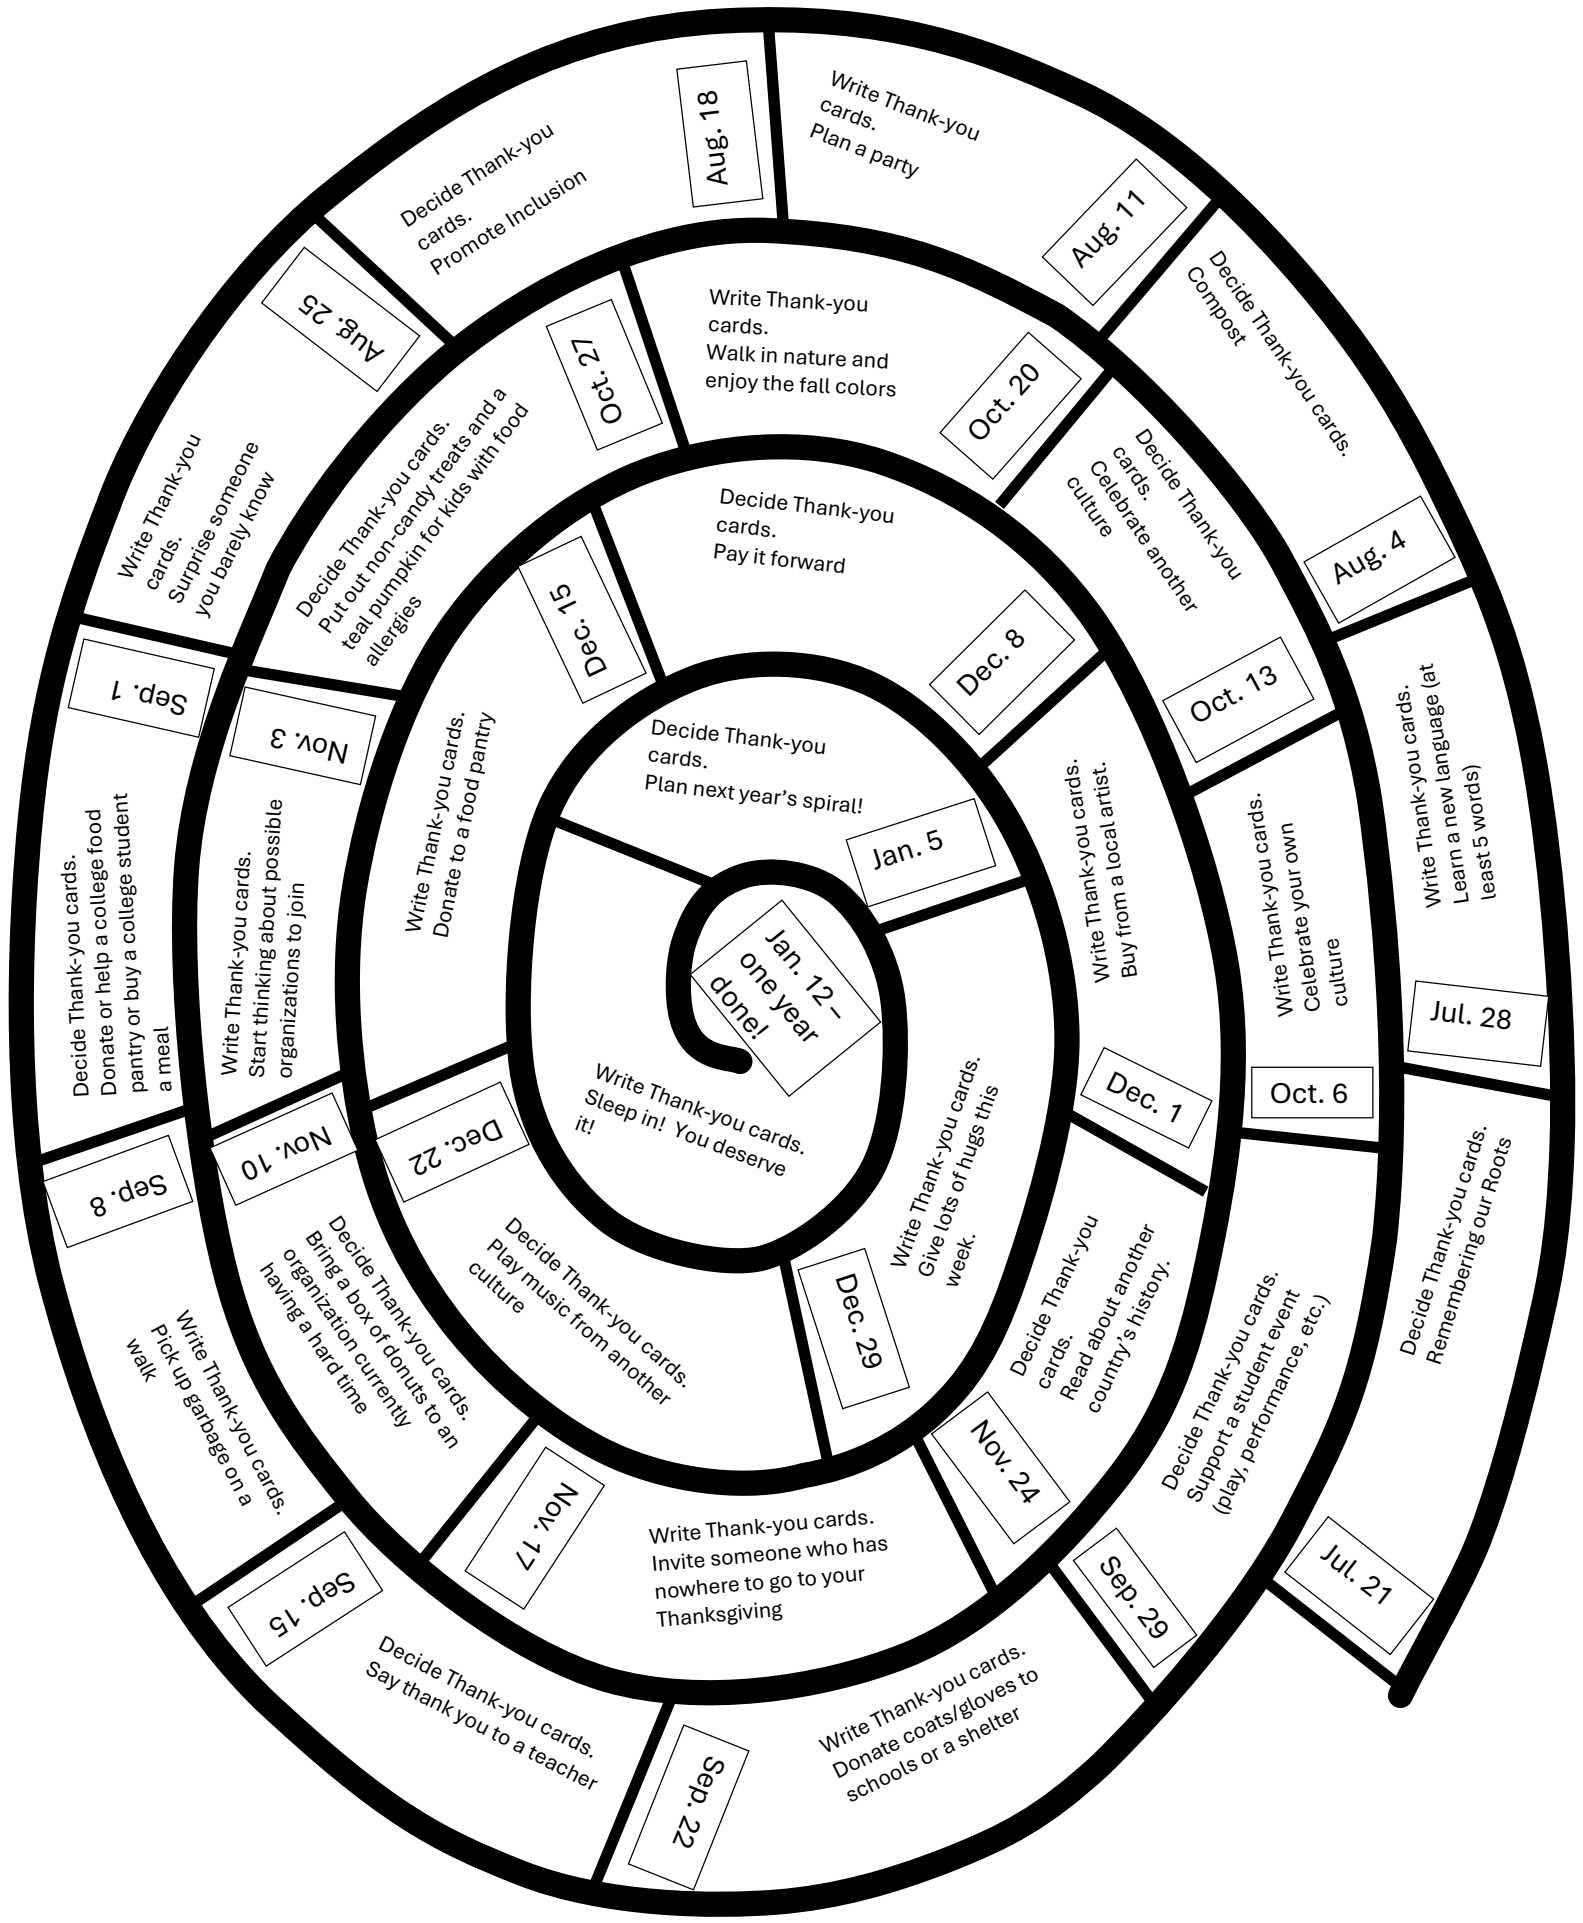 Jul. 21
Decide Thank-you cards.
Remembering our Roots
Jul. 28
Write Thank-you cards.
Learn a new language (at
least 5 words)
Aug. 4
Decide Thank-you cards.
Compost
Aug. 11
Write Thank-you
cards.
Plan a party
Aug. 18
Decide Thank-you
cards.
Promote Inclusion
Aug. 25
Write Thank-you
cards.
Surprise someone
you barely know
Sep. 1
Decide Thank-you cards.
Donate or help a college food
pantry or buy a college student
a meal
Sep. 8
Write Thank-you cards.
Pick up garbage on a
walk
Sep. 15
Decide Thank-you cards.
Say thank you to a teacher
Sep. 22
Write Thank-you cards.
Donate coats/gloves to
schools or a shelter
Sep. 29
Decide Thank-you cards.
Support a student event
(play, performance, etc.)
Oct. 6
Write Thank-you cards.
Celebrate your own
culture
Oct. 13
Decide Thank-you
cards.
Celebrate another
culture
Oct. 20
Write Thank-you
cards.
Walk in nature and
enjoy the fall colors
Oct. 27
Decide Thank-you cards.
Put out non-candy treats and a
teal pumpkin for kids with food
allergies
Nov. 3
Write Thank-you cards.
Start thinking about possible
organizations to join
Nov. 10
Decide Thank-you cards.
Bring a box of donuts to an
organization currently
having a hard time
Nov. 17
Write Thank-you cards.
Invite someone who has
nowhere to go to your
Thanksgiving
Nov. 24
Decide Thank-you
cards.
Read about another
country's history.
Dec. 1
Write Thank-you cards.
Buy from a local artist.
Dec. 8
Decide Thank-you
cards.
Pay it forward
Dec. 15
Write Thank-you cards.
Donate to a food pantry
Dec. 22
Decide Thank-you cards.
Play music from another
culture
Dec. 29
Write Thank-you cards.
Give lots of hugs this
week.
Jan. 5
Decide Thank-you
cards.
Plan next year’s spiral!
Write Thank-you cards.
Sleep in!  You deserve
it!
Jan. 12 –
one year
done!